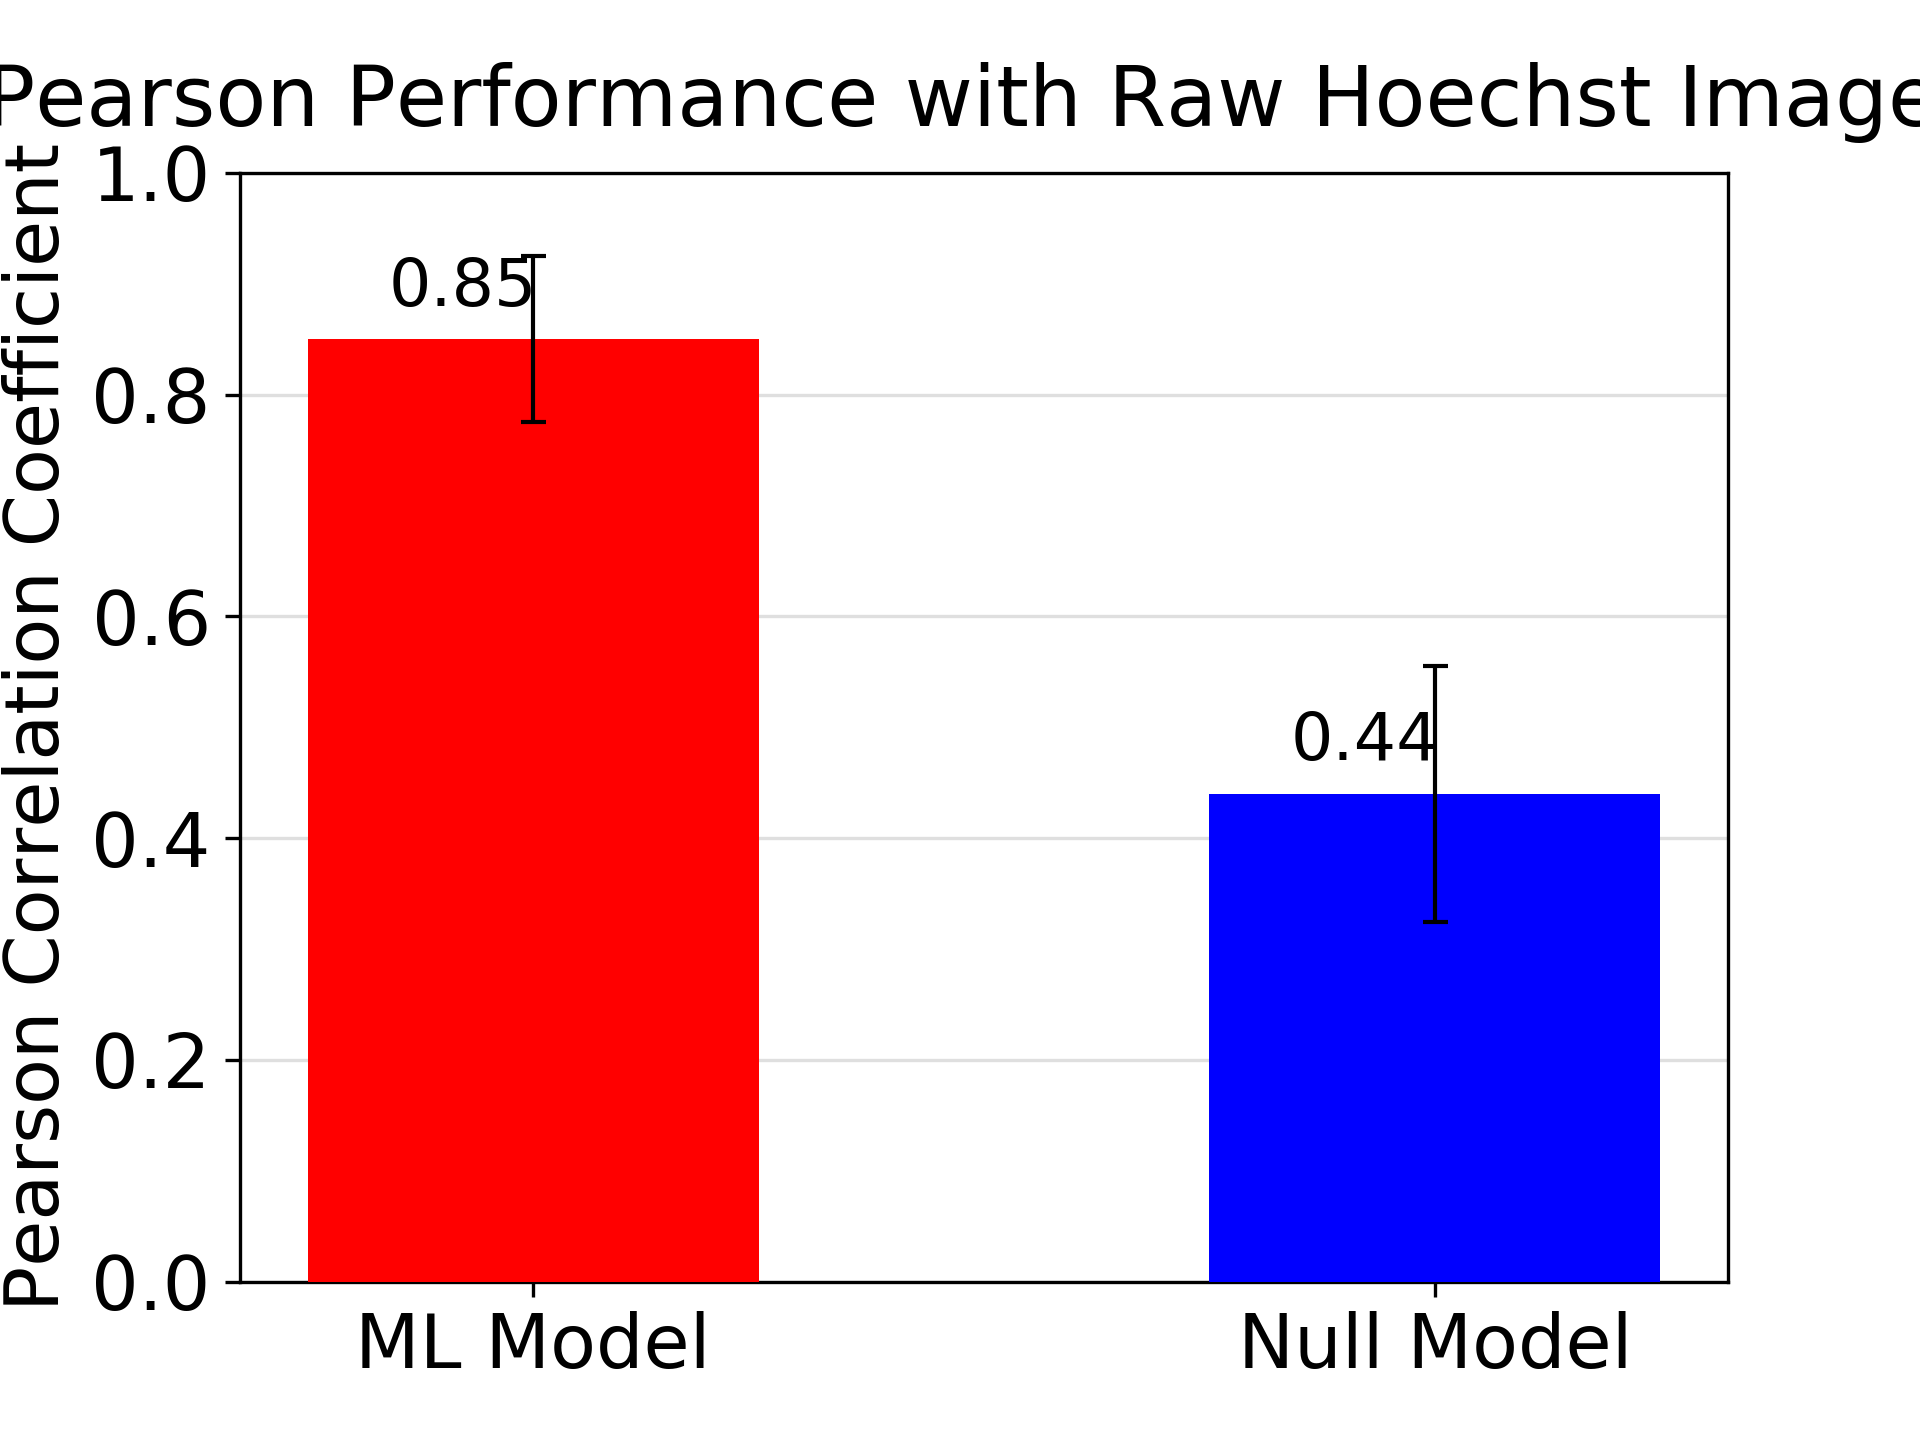 Pearson Performance with Raw Hoechst Image
Pearson Correlation Coefficient
1.0
0.8
0.6
0.4
0.2
0.0
0.85
0.44
ML Model
Null Model